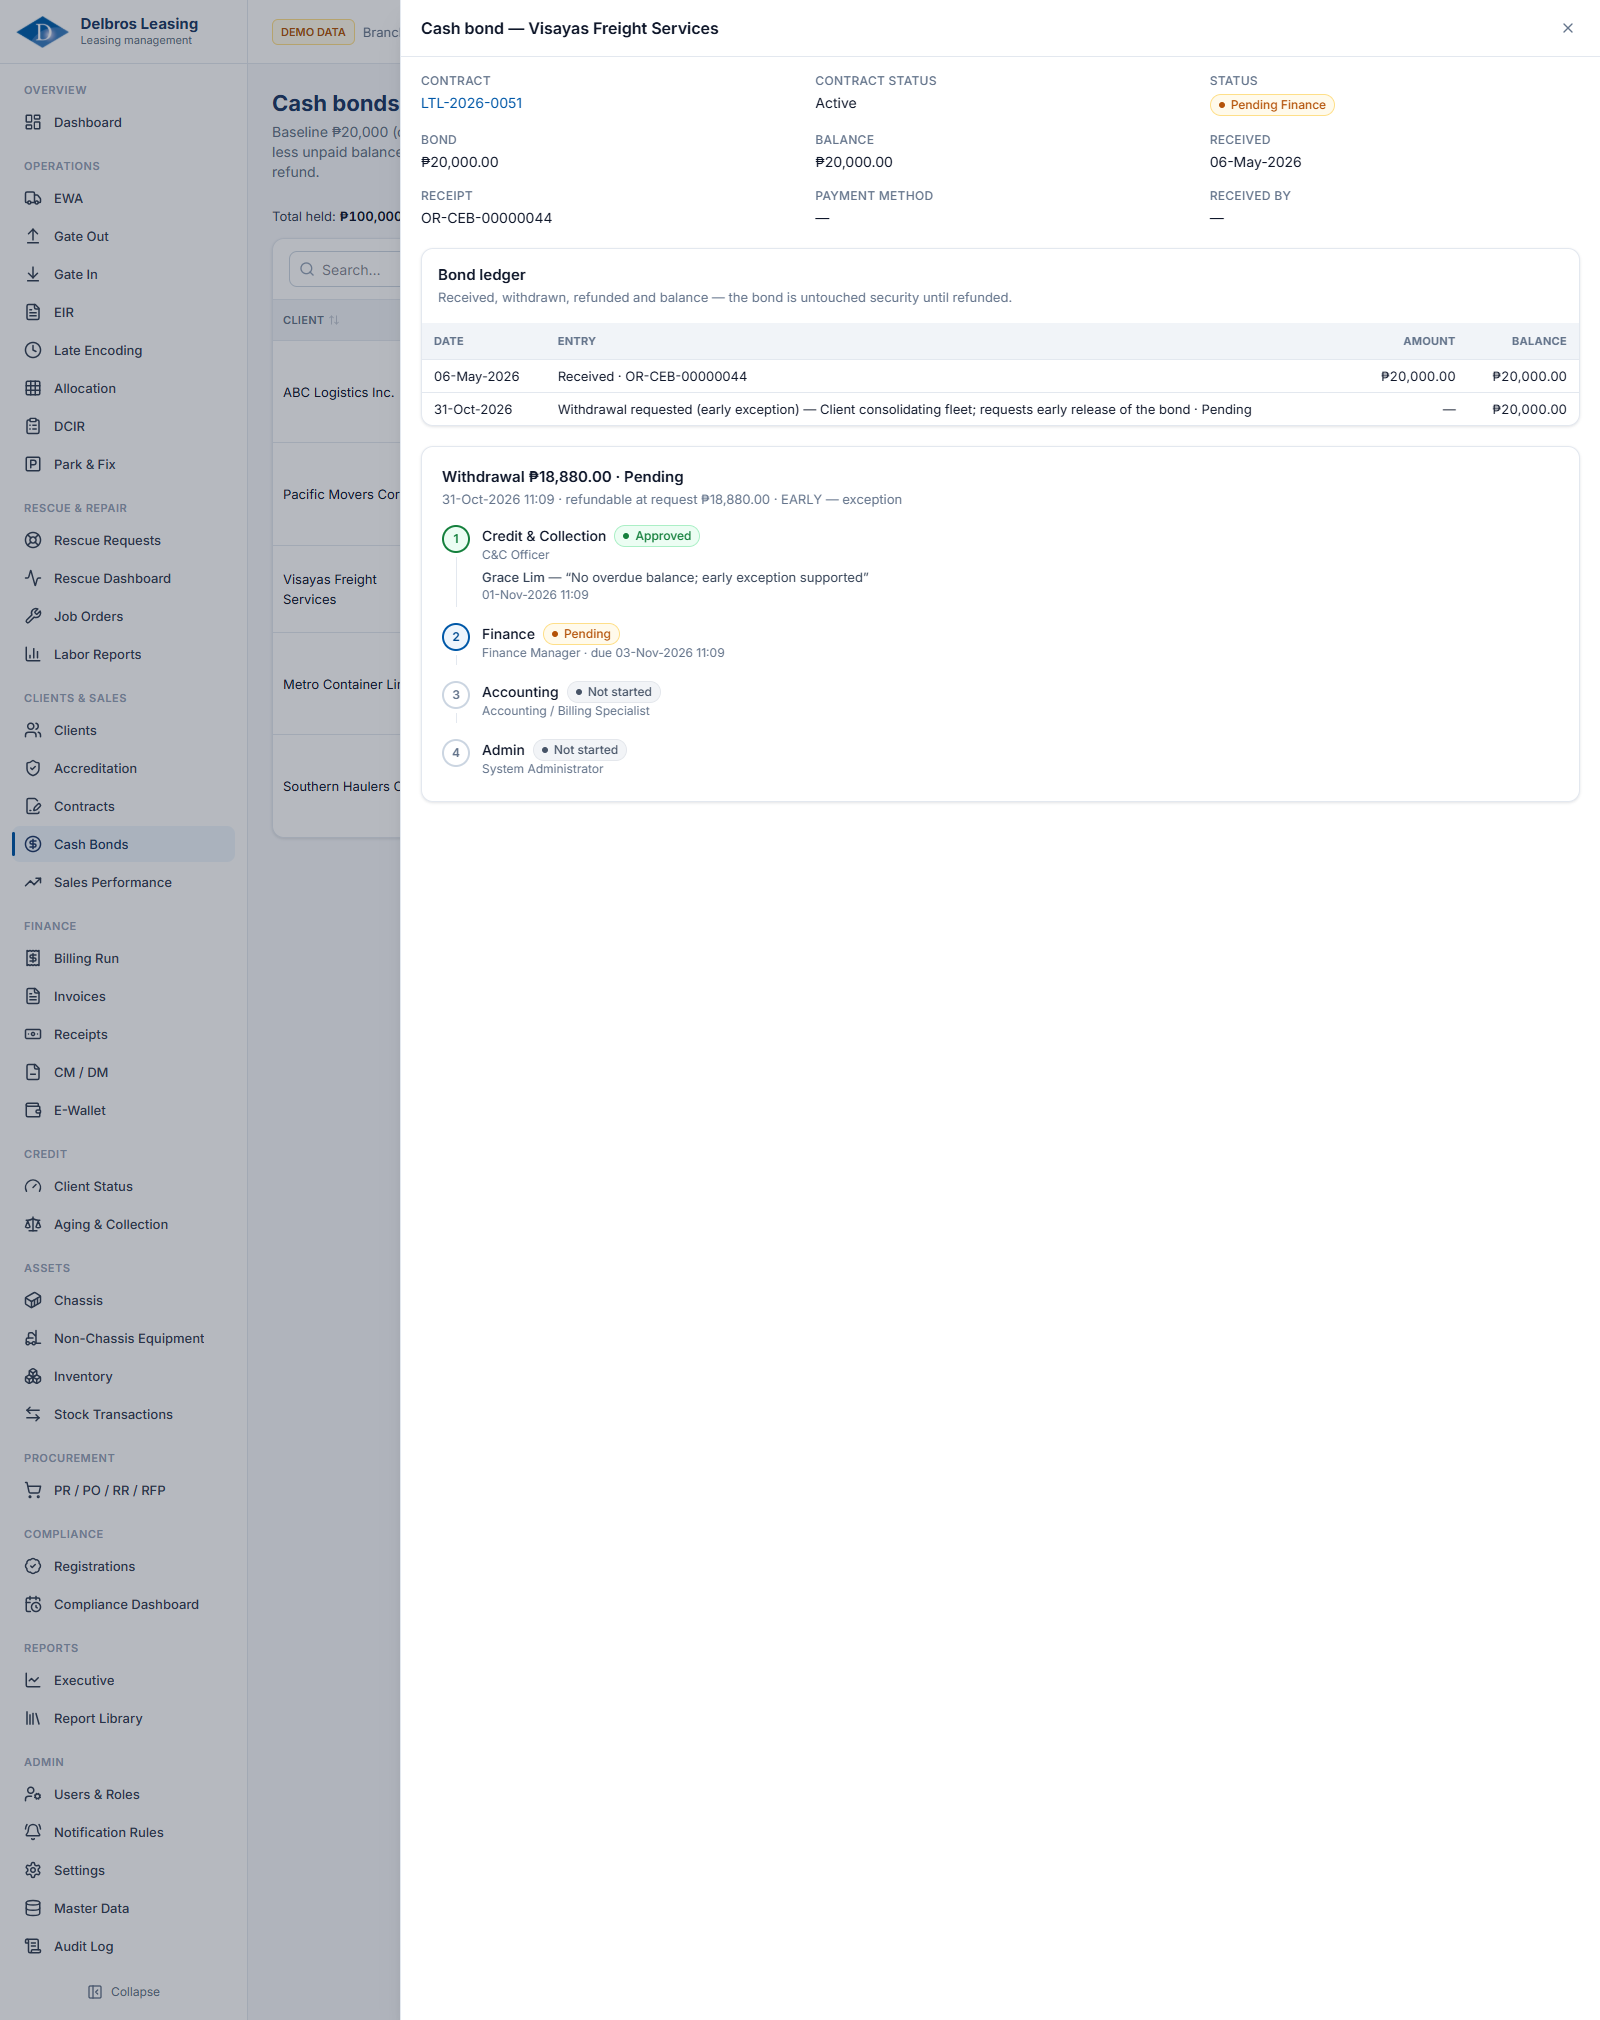 Delbros Leasing
Leasing management
OVERVIEW
Dashboard
OPERATIONS
EWA
Gate Out
Gate In
EIR
Late Encoding
Allocation
DCIR
Park & Fix
RESCUE & REPAIR
Rescue Requests
Rescue Dashboard
Job Orders
Labor Reports
CLIENTS & SALES
Clients
Accreditation
Contracts
Cash Bonds
Sales Performance
FINANCE
Billing Run
Invoices
Receipts
CM / DM
E-Wallet
CREDIT
Client Status
Aging & Collection
ASSETS
Chassis
Non-Chassis Equipment
Inventory
Stock Transactions
PROCUREMENT
PR / PO / RR / RFP
COMPLIANCE
Registrations
Compliance Dashboard
REPORTS
Executive
Report Library
ADMIN
Users & Roles
Notification Rules
Settings
Master Data
Audit Log
Collapse
DEMO DATA
Cash bonds
Baseline ₱20,000
less unpaid balance
refund.
Total held: ₱100,000
Search...
CLIENT
ABC Logistics Inc.
Pacific Movers
Visayas Freight
Services
Metro Container
Southern Haulers
Cash bond — Visayas Freight Services
CONTRACT CONTRACT STATUS STATUS
LTL-2026-0051 Active Pending Finance
BOND BALANCE RECEIVED
₱20,000.00 ₱20,000.00 06-May-2026
RECEIPT PAYMENT METHOD RECEIVED BY
OR-CEB-00000044 — —
Bond ledger
Received, withdrawn, refunded and balance — the bond is untouched security until refunded.
DATE ENTRY AMOUNT BALANCE
06-May-2026 Received · OR-CEB-00000044 ₱20,000.00 ₱20,000.00
31-Oct-2026 Withdrawal requested (early exception) — Client consolidating fleet; requests early release of the bond · Pending — ₱20,000.00
Withdrawal ₱18,880.00 · Pending
31-Oct-2026 11:09 · refundable at request ₱18,880.00 · EARLY — exception
1 Credit & Collection Approved
C&C Officer
Grace Lim — “No overdue balance; early exception supported”
01-Nov-2026 11:09
2 Finance Pending
Finance Manager · due 03-Nov-2026 11:09
3 Accounting Not started
Accounting / Billing Specialist
4 Admin Not started
System Administrator